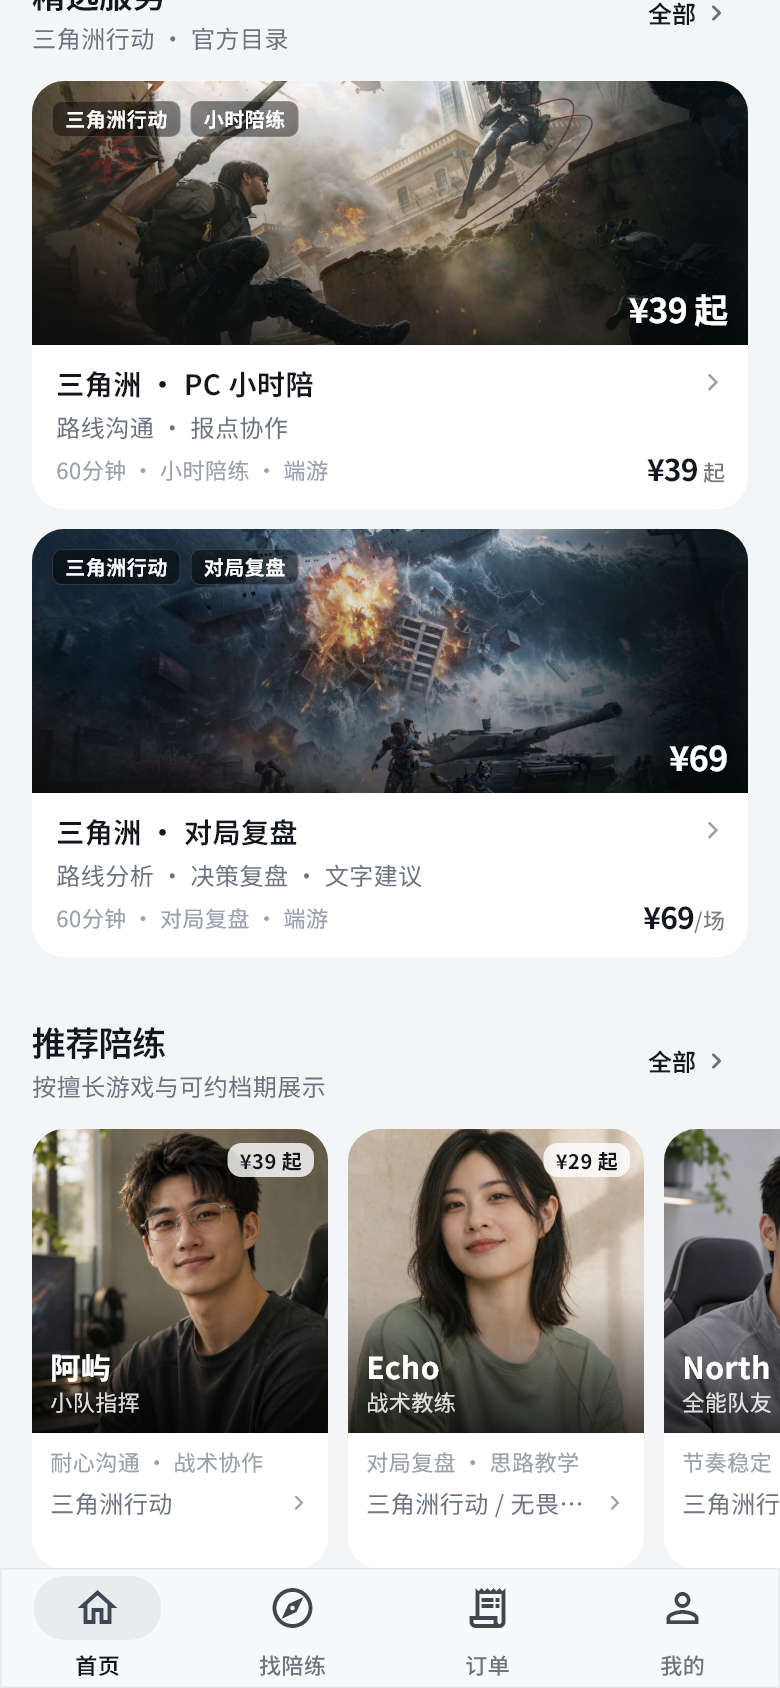 精选服务
全部
三角洲行动 • 官方目录
三角洲行动 小时陪练
¥39 起
三角洲 • PC 小时陪
路线沟通 • 报点协作
60分钟 • 小时陪练 • 端游
¥39 起
三角洲行动 对局复盘
¥69
三角洲 • 对局复盘
路线分析 • 决策复盘 • 文字建议
60分钟 • 对局复盘 • 端游
¥69/场
推荐陪练
全部
按擅长游戏与可约档期展示
¥39 起
阿屿
小队指挥
耐心沟通 • 战术协作
三角洲行动
¥29 起
Echo
战术教练
对局复盘 • 思路教学
三角洲行动 / 无畏…
North
全能队友
节奏稳定
三角洲行
首页
找陪练
订单
我的